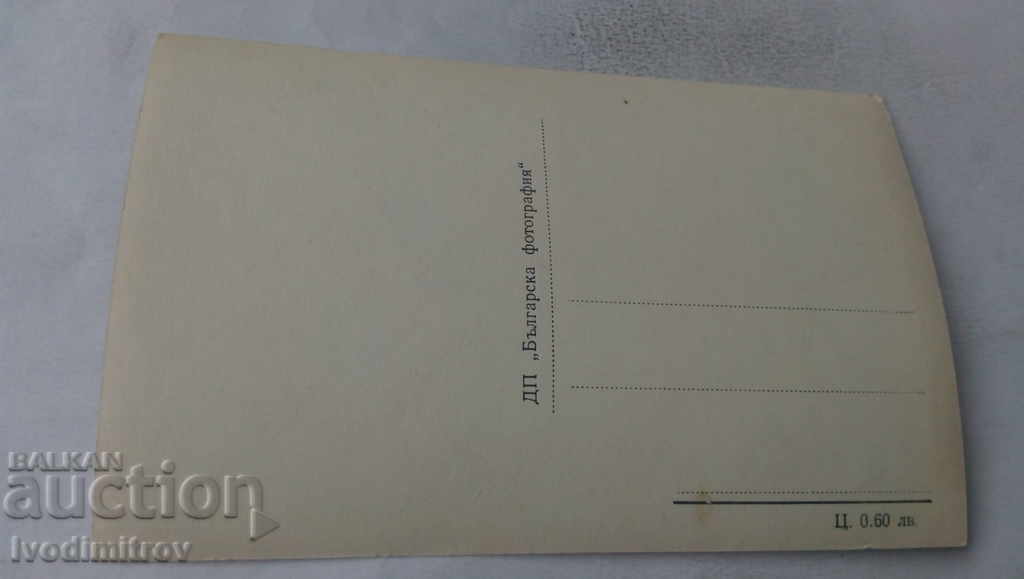 ДП „Българска фотография“
Ц. 0.60 лв.
BALKAN
auction
Ivodimitrov